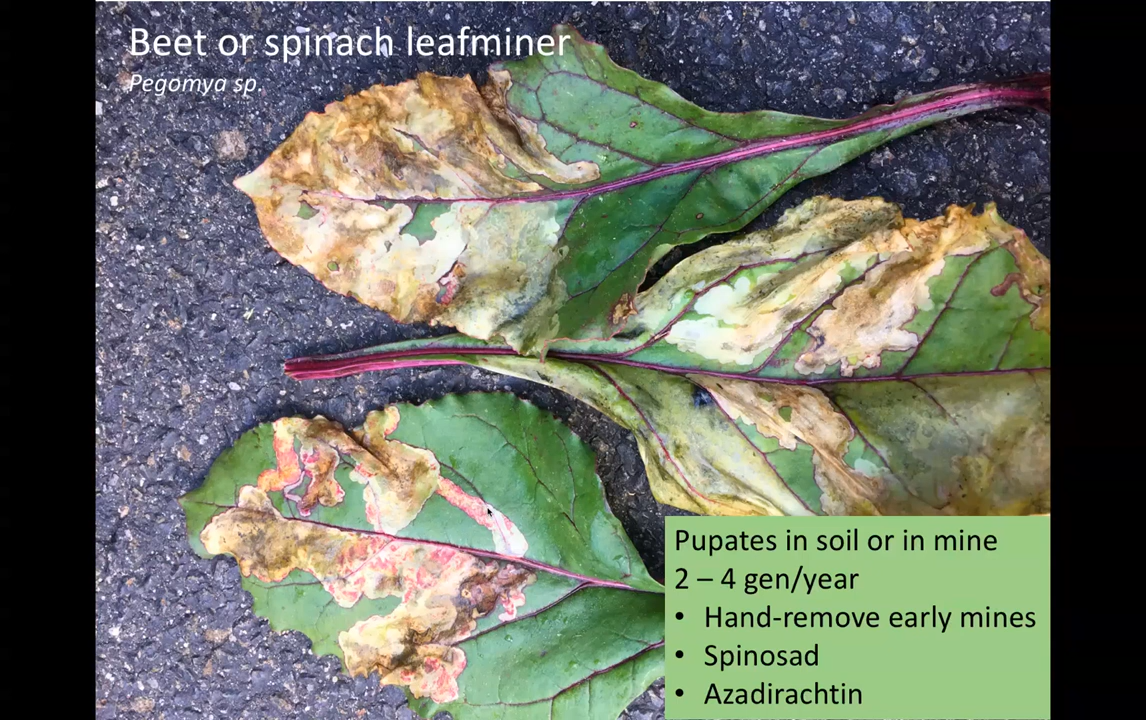 Beet or spinach leafminer
Pegomya sp.
Pupates in soil or in mine
2 – 4 gen/year
• Hand-remove early mines
• Spinosad
• Azadirachtin